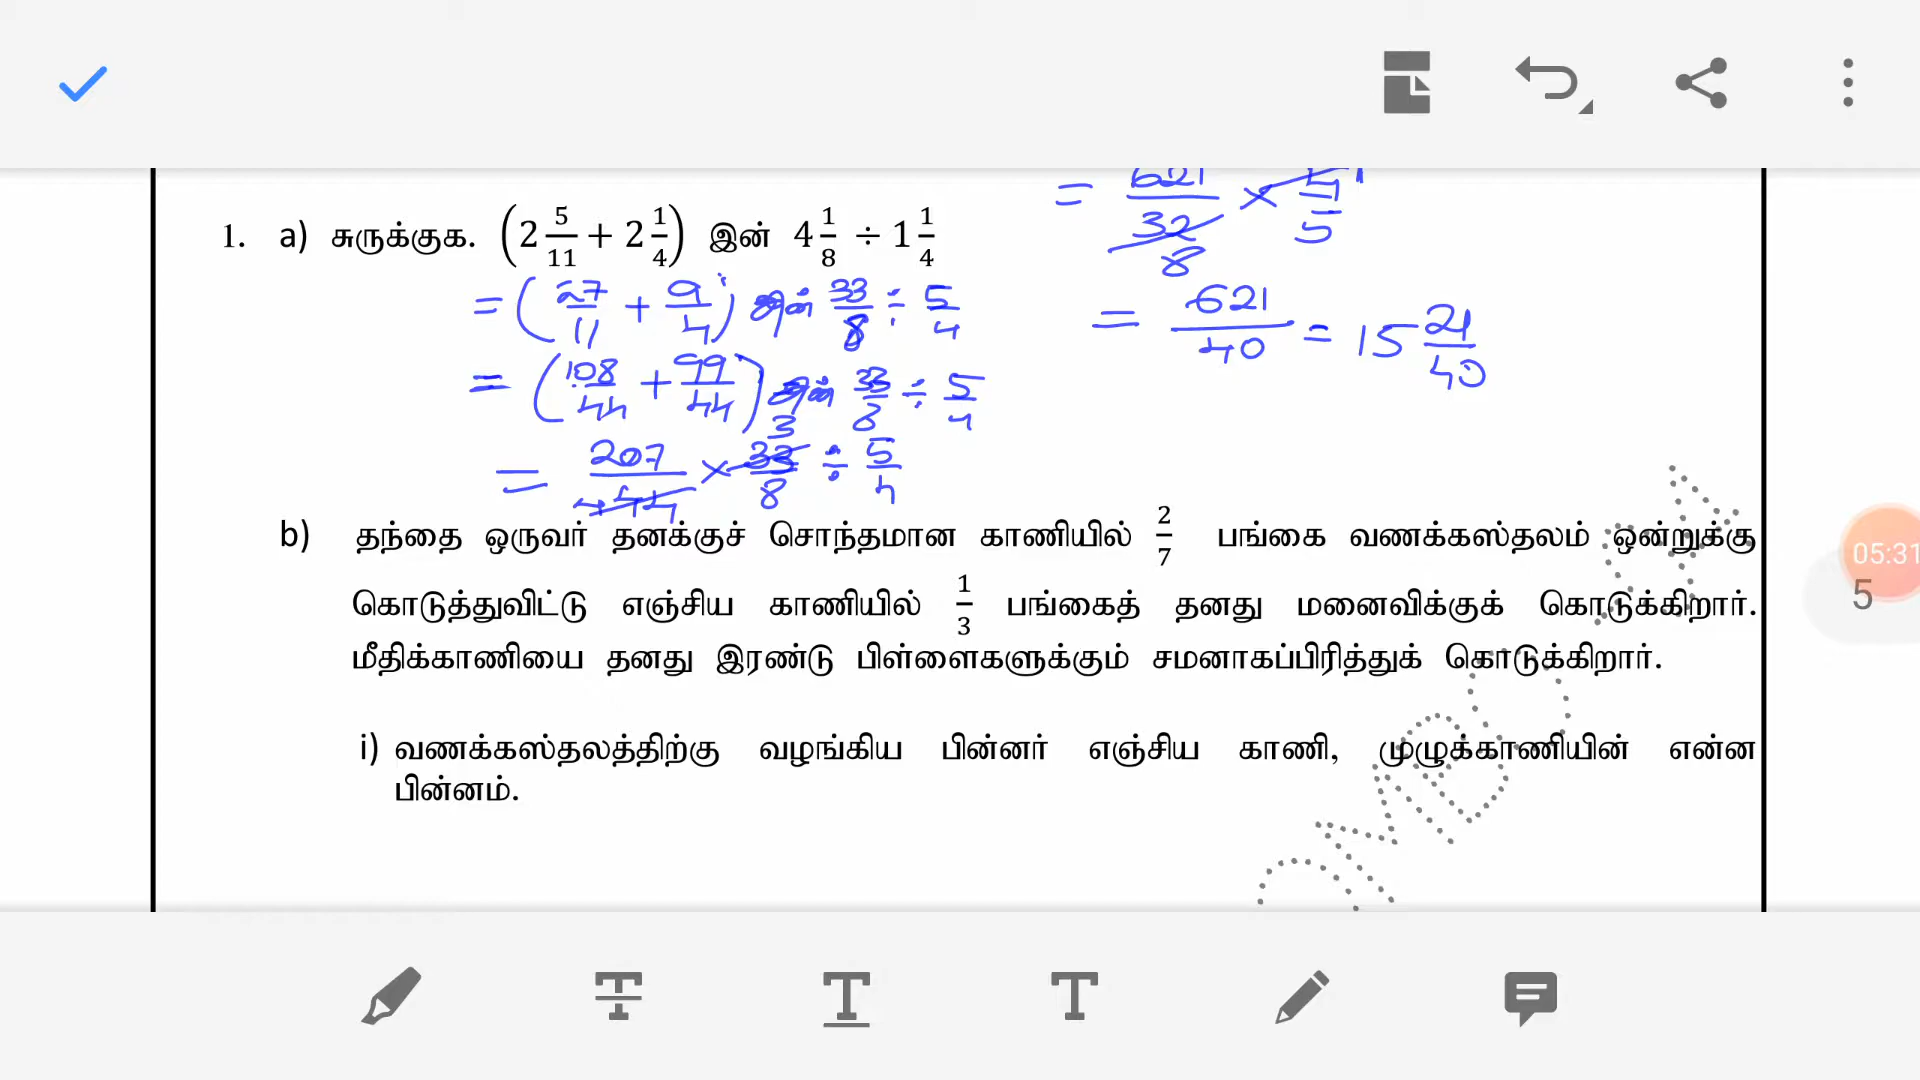 1. a) சுருக்குக. (2 5/11 + 2 1/4) இன் 4 1/8 ÷ 1 1/4
= (27/11 + 9/4) இன் 33/8 ÷ 5/4
= (108/44 + 99/44) இன் 33/8 ÷ 5/4
= 207/44 4 × 33/8 3 ÷ 5/4
= 621/32 8 × 4/5 1
= 621/40 = 15 21/40
b) தந்தை ஒருவர் தனக்குச் சொந்தமான காணியில் 2/7 பங்கை வணக்கஸ்தலம் ஒன்றுக்கு
கொடுத்துவிட்டு எஞ்சிய காணியில் 1/3 பங்கைத் தனது மனைவிக்குக் கொடுக்கிறார்.
மீதிக்காணியை தனது இரண்டு பிள்ளைகளுக்கும் சமனாகப்பிரித்துக் கொடுக்கிறார்.
i) வணக்கஸ்தலத்திற்கு வழங்கிய பின்னர் எஞ்சிய காணி, முழுக்காணியின் என்ன
பின்னம்.
05:31
5